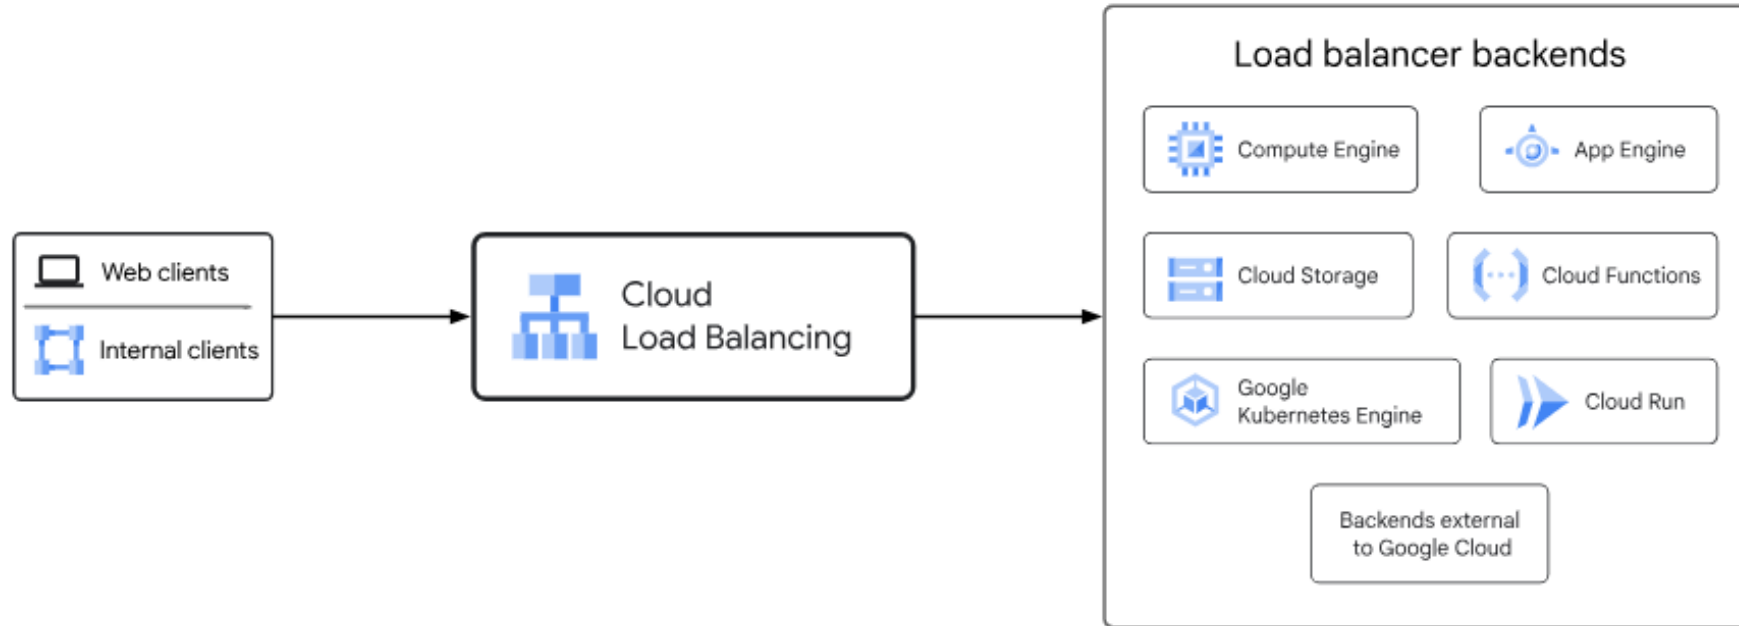 Load balancer backends
Compute Engine
App Engine
Web clients
Internal clients
Cloud
Load Balancing
Cloud Storage
Cloud Functions
Google
Kubernetes Engine
Cloud Run
Backends external
to Google Cloud